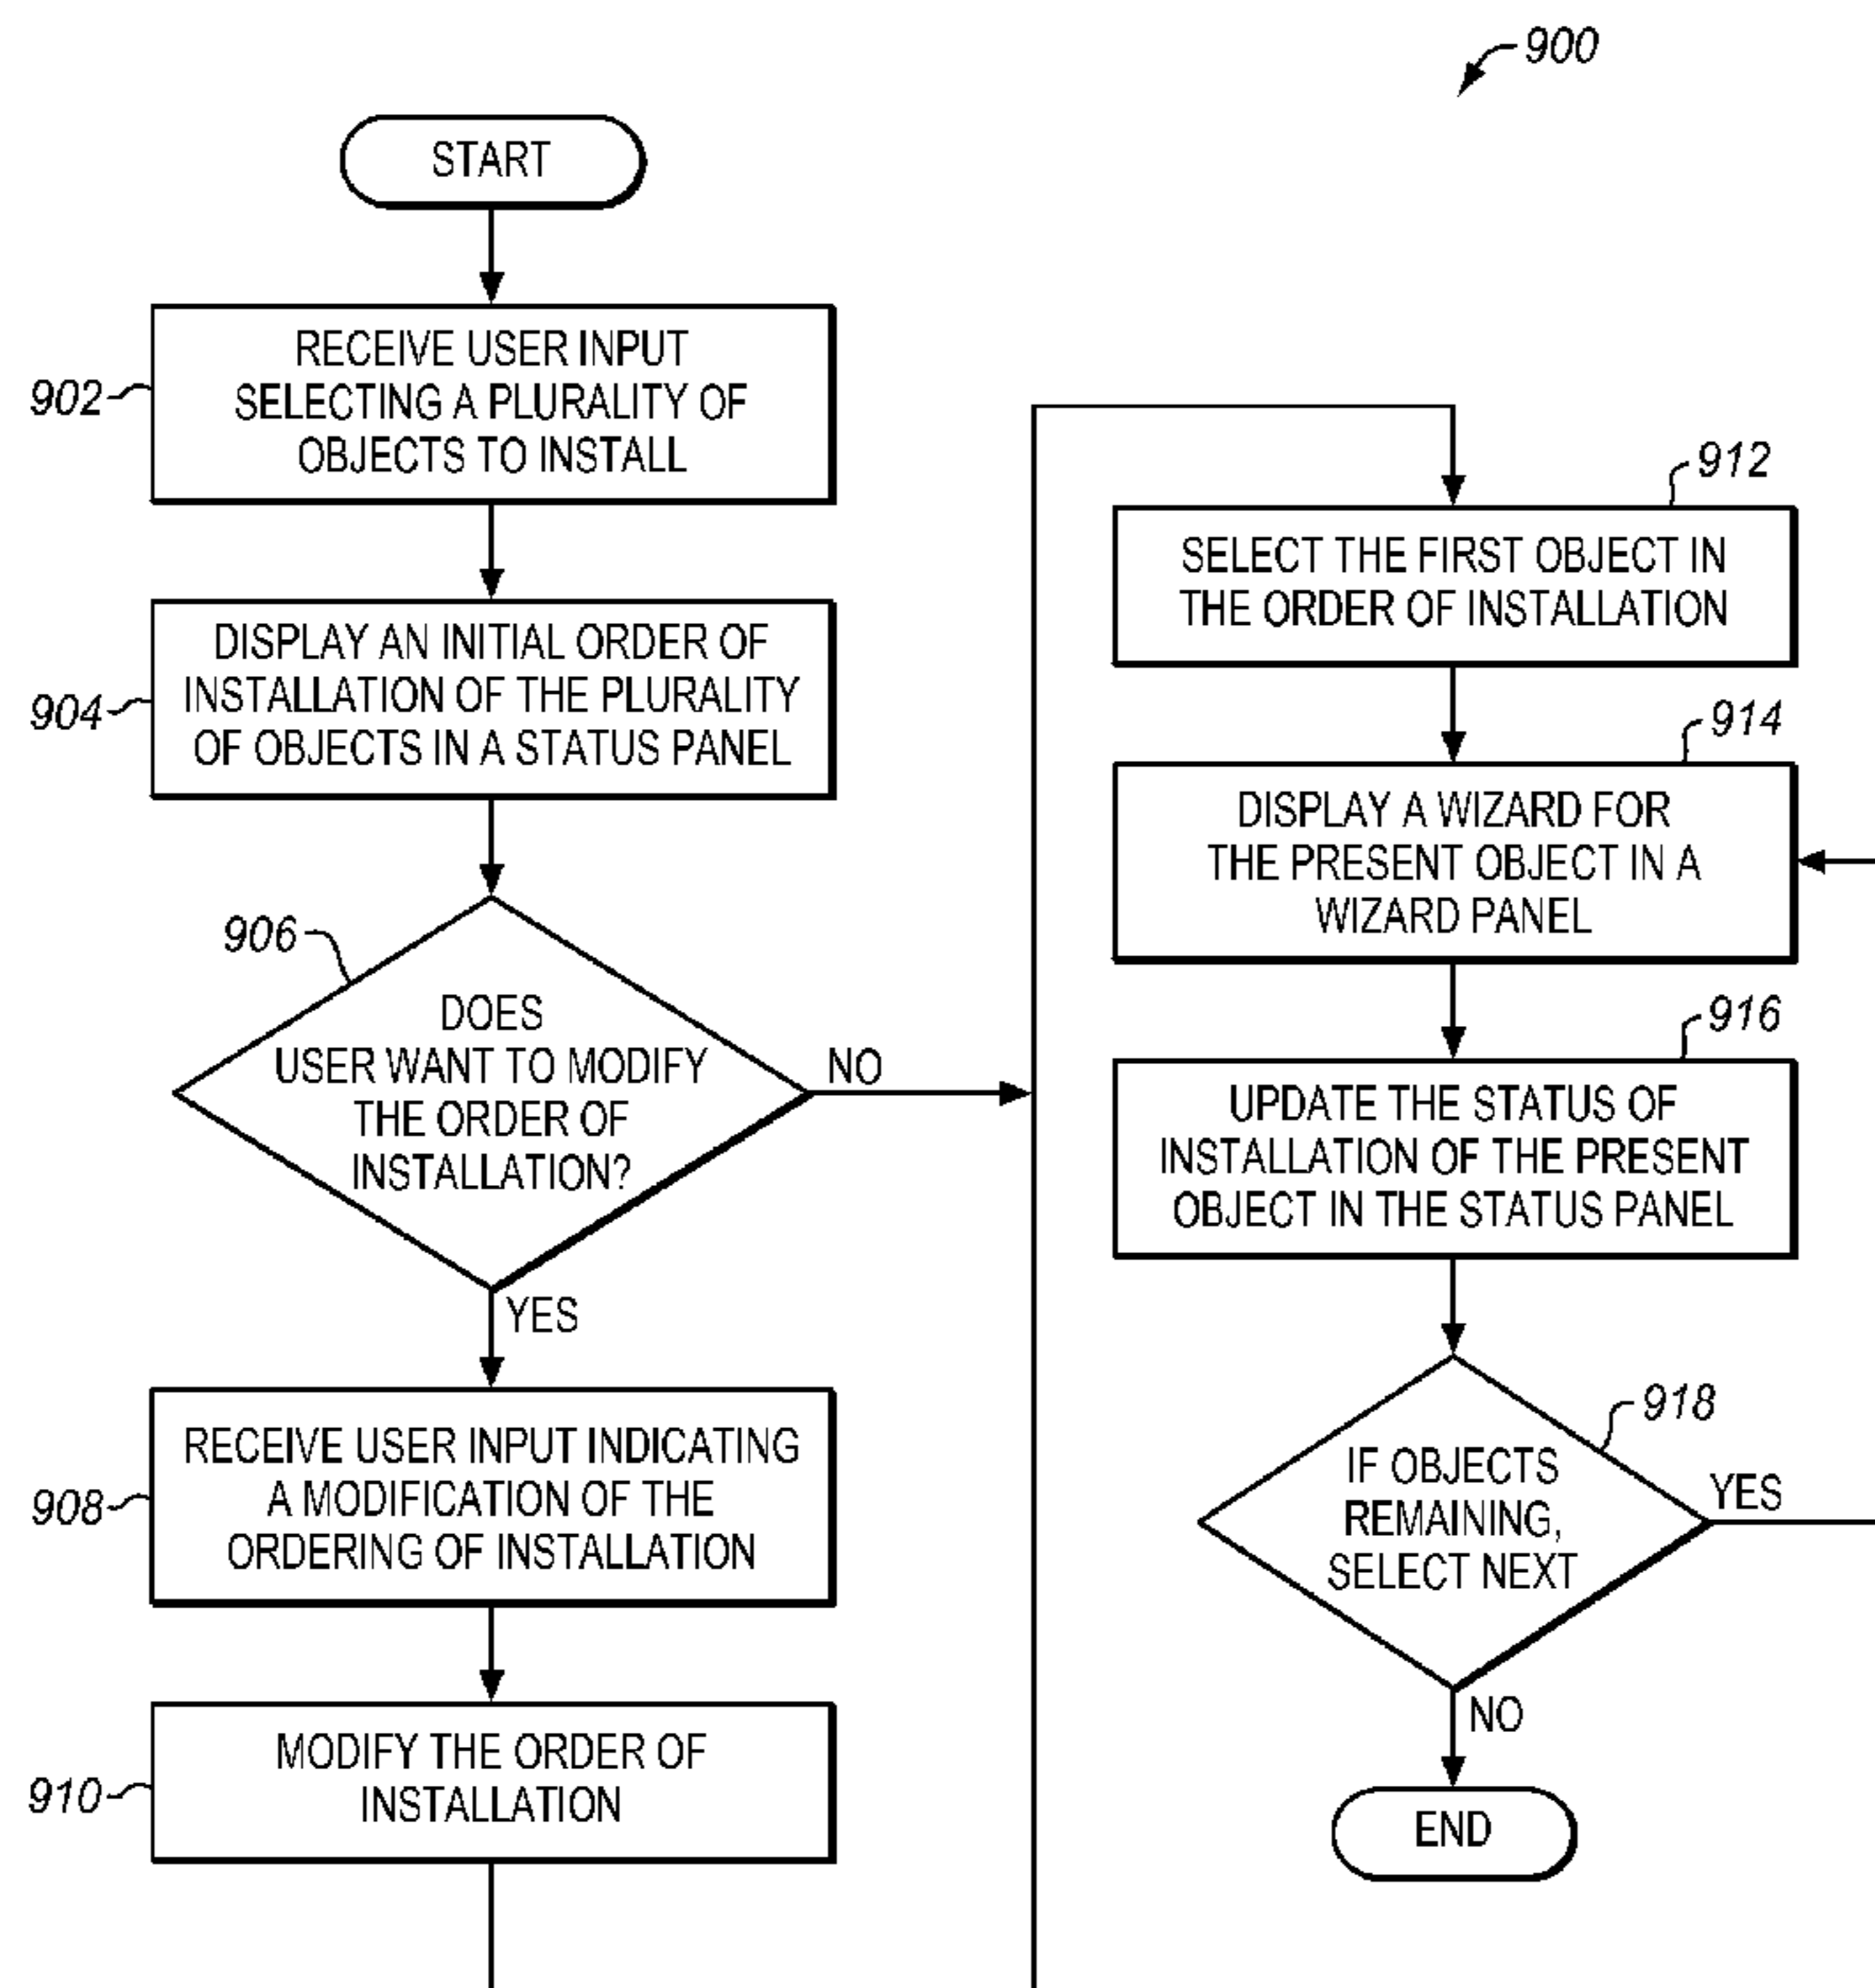 900
START
902
RECEIVE USER INPUT
SELECTING A PLURALITY OF
OBJECTS TO INSTALL
904
DISPLAY AN INITIAL ORDER OF
INSTALLATION OF THE PLURALITY
OF OBJECTS IN A STATUS PANEL
906
DOES
USER WANT TO MODIFY
THE ORDER OF
INSTALLATION?
NO
YES
908
RECEIVE USER INPUT INDICATING
A MODIFICATION OF THE
ORDERING OF INSTALLATION
910
MODIFY THE ORDER OF
INSTALLATION
912
SELECT THE FIRST OBJECT IN
THE ORDER OF INSTALLATION
914
DISPLAY A WIZARD FOR
THE PRESENT OBJECT IN A
WIZARD PANEL
916
UPDATE THE STATUS OF
INSTALLATION OF THE PRESENT
OBJECT IN THE STATUS PANEL
918
IF OBJECTS
REMAINING,
SELECT NEXT
YES
NO
END